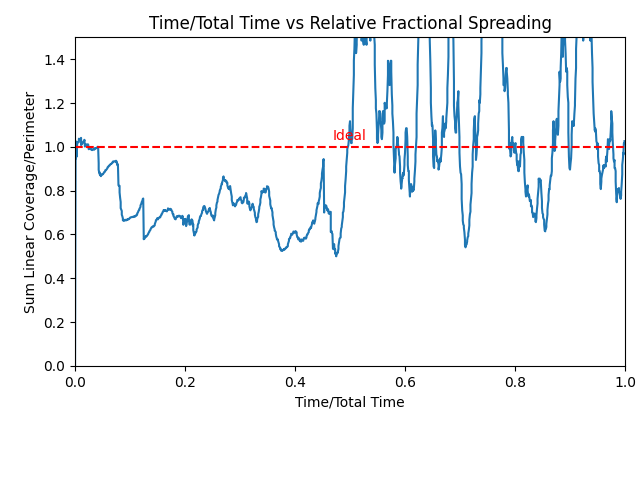 Time/Total Time vs Relative Fractional Spreading
Sum Linear Coverage/Perimeter
1.4
1.2
1.0
0.8
0.6
0.4
0.2
0.0
Ideal
0.0 0.2 0.4 0.6 0.8 1.0
Time/Total Time